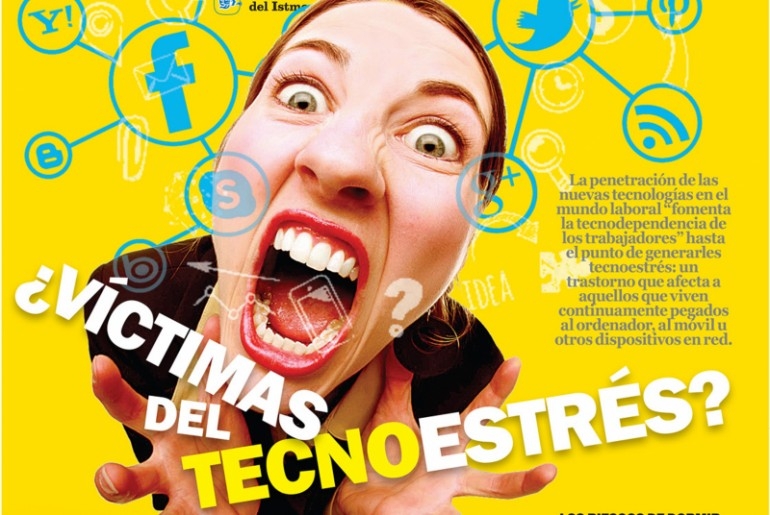 del Istmo
Y!
f
B
S
g+
IDEA
?
La penetración de las
nuevas tecnologías en el
mundo laboral “fomenta
la tecnodependencia de
los trabajadores” hasta
el punto de generarles
tecnoestrés: un
trastorno que afecta a
aquellos que viven
continuamente pegados
al ordenador, al móvil u
otros dispositivos en red.
¿VÍCTIMAS
DEL
TECNOESTRÉS?